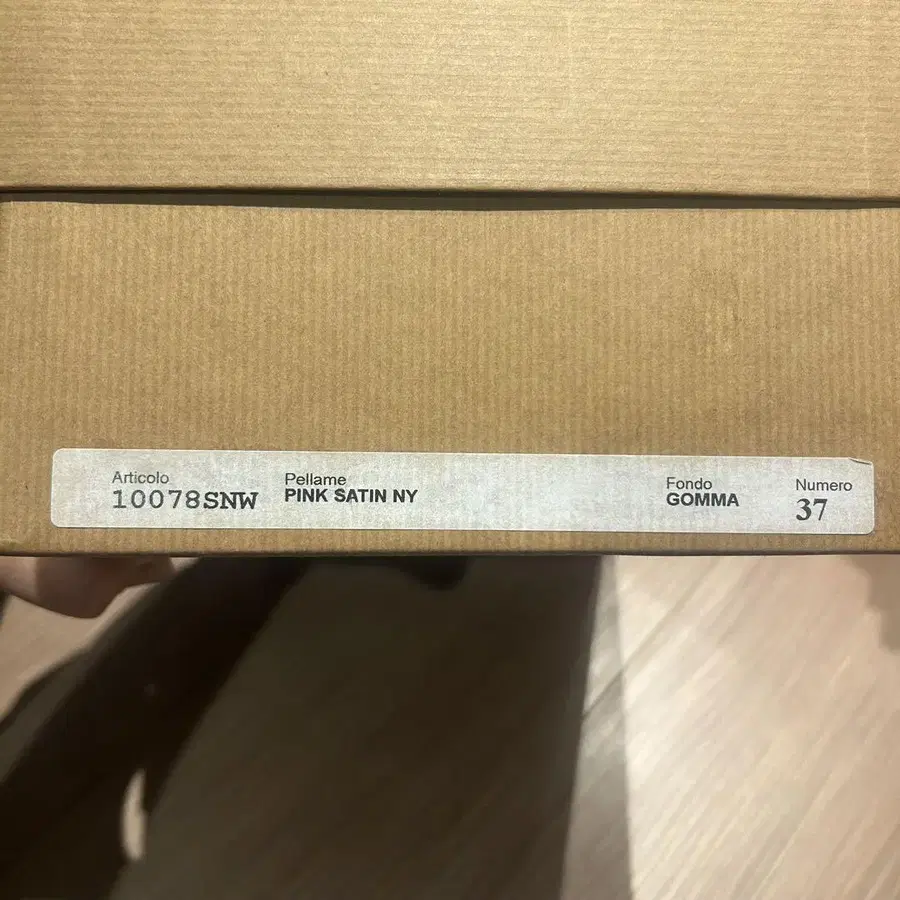 Articolo Pellame Fondo Numero
10078SNW PINK SATIN NY GOMMA 37